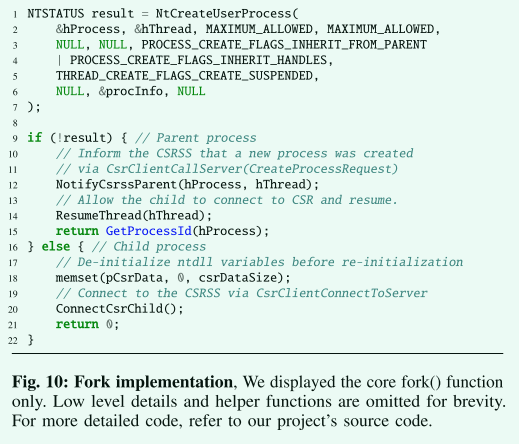 1 NTSTATUS result = NtCreateUserProcess(
2 &hProcess, &hThread, MAXIMUM_ALLOWED, MAXIMUM_ALLOWED,
3 NULL, NULL, PROCESS_CREATE_FLAGS_INHERIT_FROM_PARENT
4 | PROCESS_CREATE_FLAGS_INHERIT_HANDLES,
5 THREAD_CREATE_FLAGS_CREATE_SUSPENDED,
6 NULL, &procInfo, NULL
7 );
8
9 if (!result) { // Parent process
10 // Inform the CSRSS that a new process was created
11 // via CsrClientCallServer(CreateProcessRequest)
12 NotifyCsrssParent(hProcess, hThread);
13 // Allow the child to connect to CSR and resume.
14 ResumeThread(hThread);
15 return GetProcessId(hProcess);
16 } else { // Child process
17 // De-initialize ntdll variables before re-initialization
18 memset(pCsrData, 0, csrDataSize);
19 // Connect to the CSRSS via CsrClientConnectToServer
20 ConnectCsrChild();
21 return 0;
22 }
Fig. 10: Fork implementation, We displayed the core fork() function
only. Low level details and helper functions are omitted for brevity.
For more detailed code, refer to our project's source code.